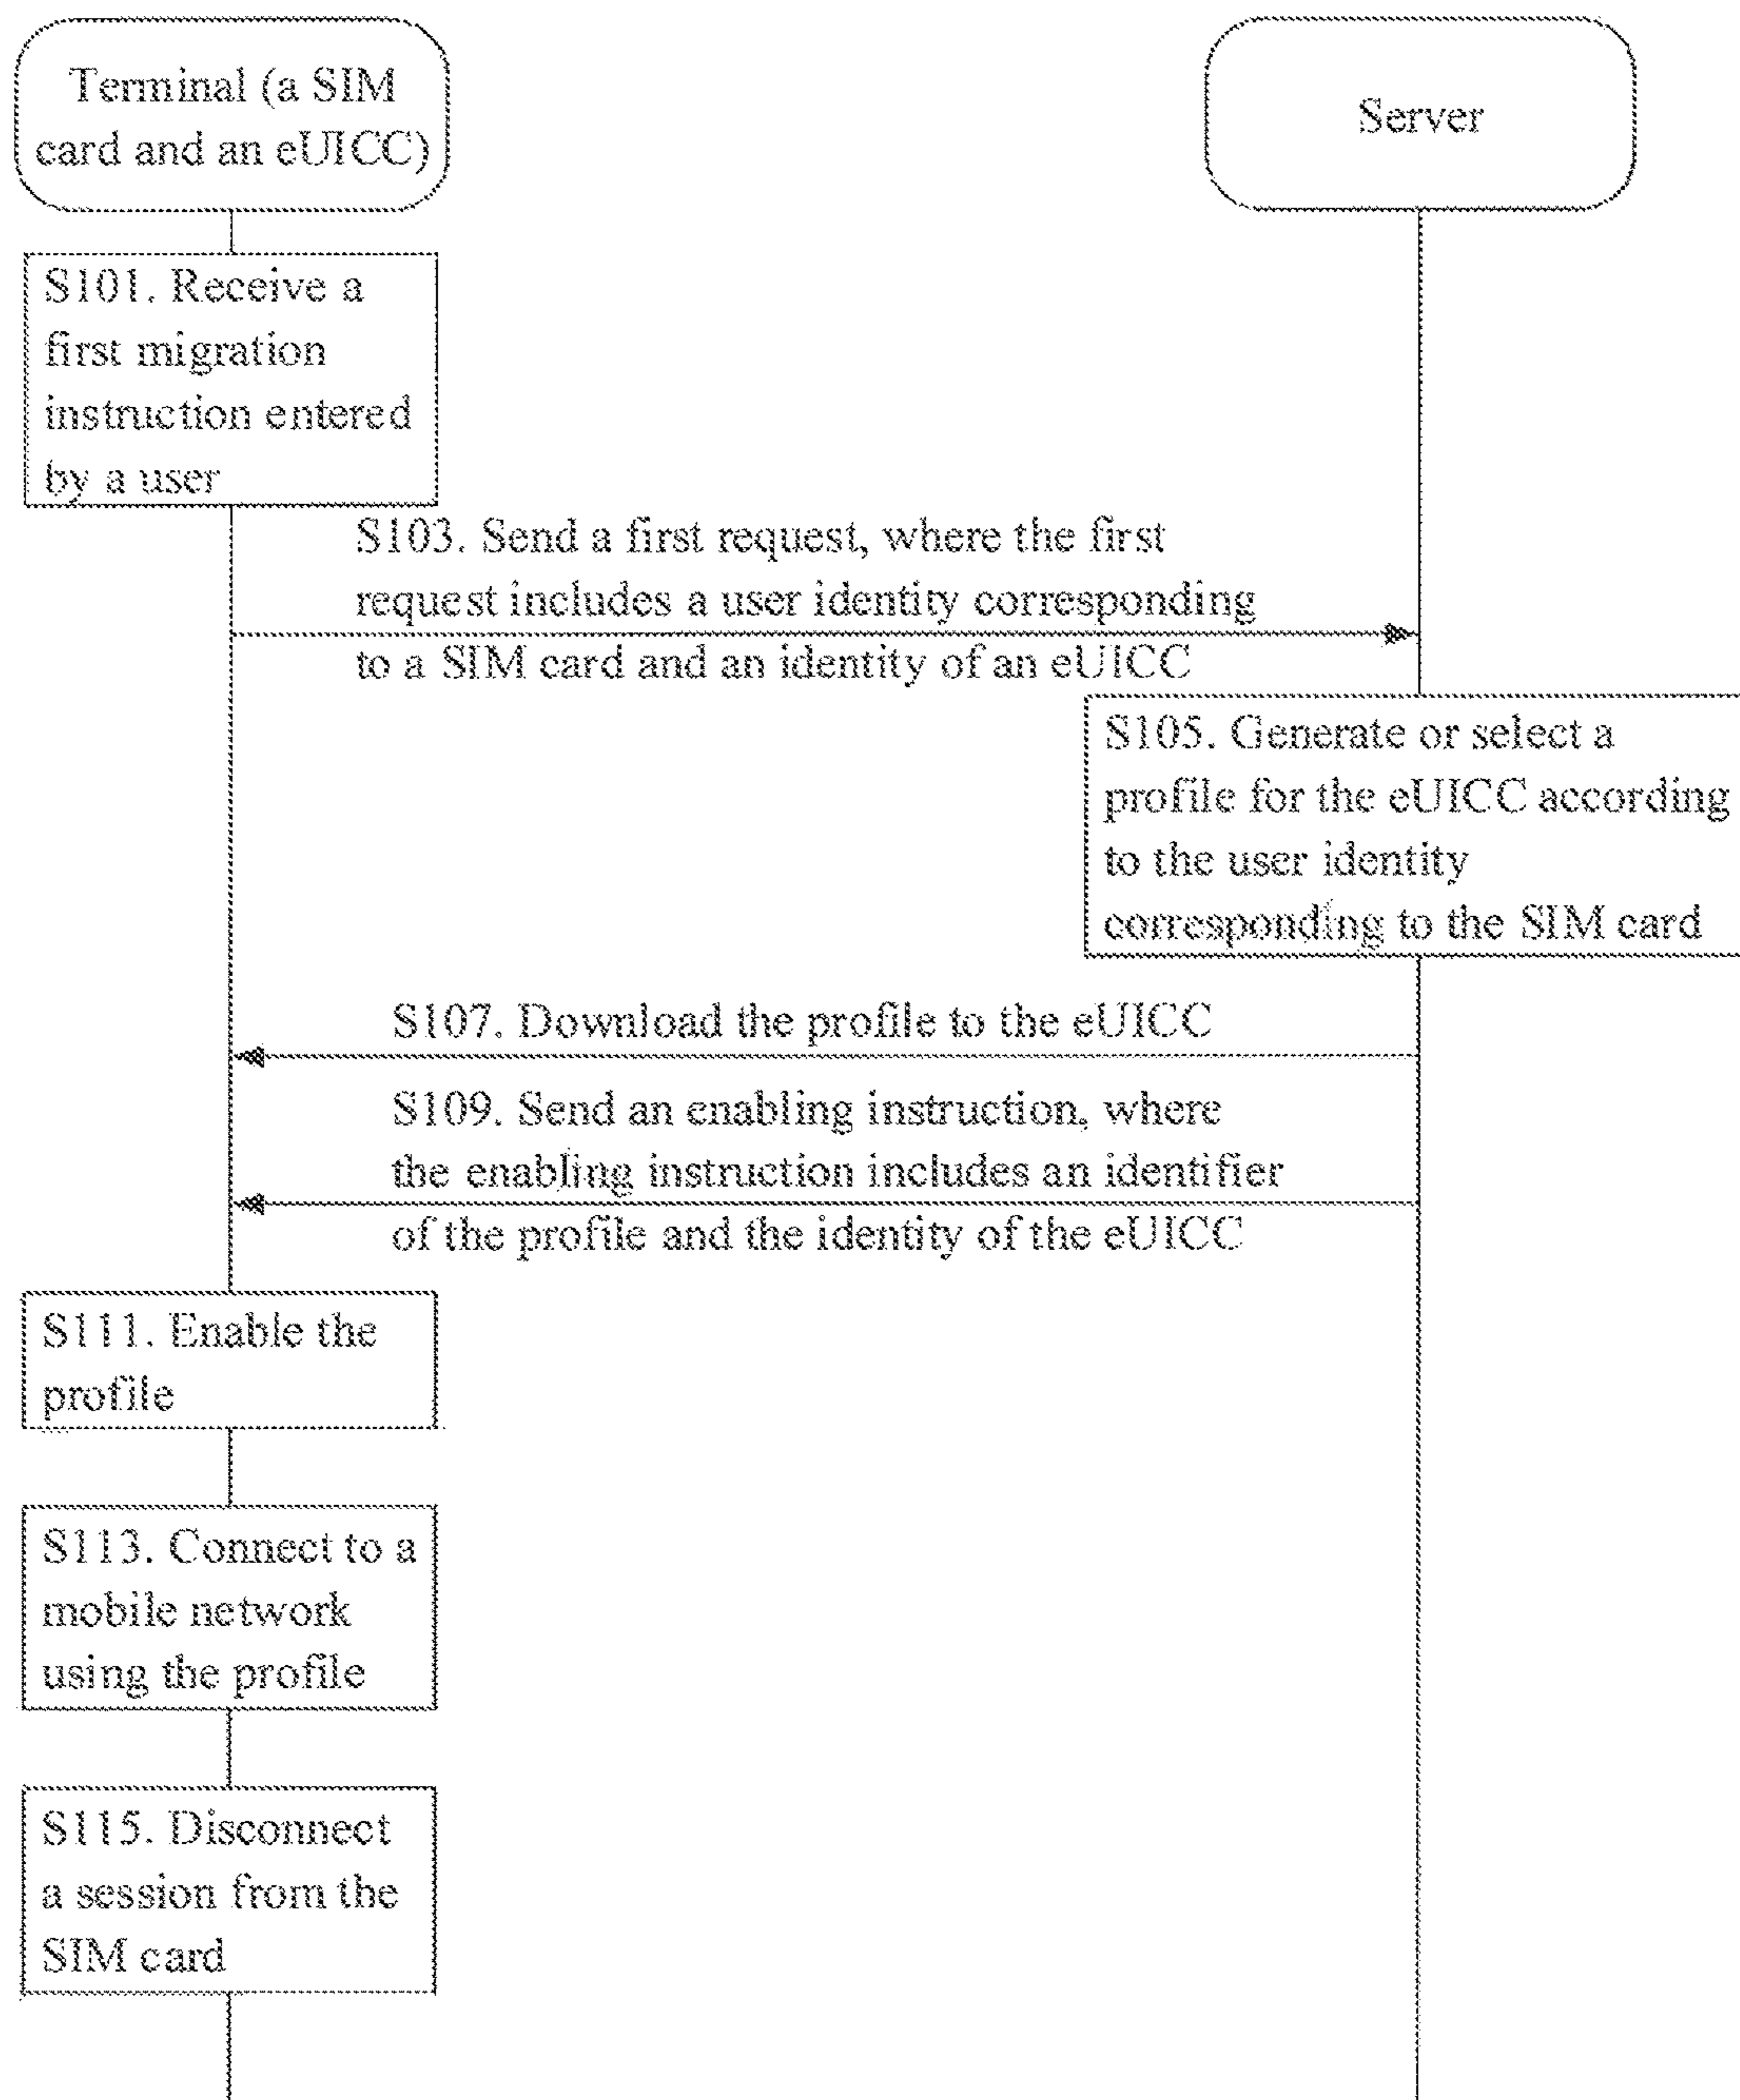 Terminal (a SIM
card and an eUICC)
Server
S101. Receive a
first migration
instruction entered
by a user
S103. Send a first request, where the first
request includes a user identity corresponding
to a SIM card and an identity of an eUICC
S105. Generate or select a
profile for the eUICC according
to the user identity
corresponding to the SIM card
S107. Download the profile to the eUICC
S109. Send an enabling instruction, where
the enabling instruction includes an identifier
of the profile and the identity of the eUICC
S111. Enable the
profile
S113. Connect to a
mobile network
using the profile
S115. Disconnect
a session from the
SIM card